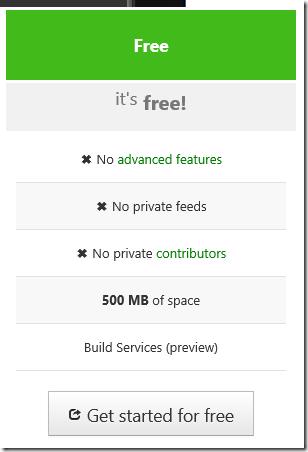 Free
it's free!
✖ No advanced features
✖ No private feeds
✖ No private contributors
500 MB of space
Build Services (preview)
Get started for free